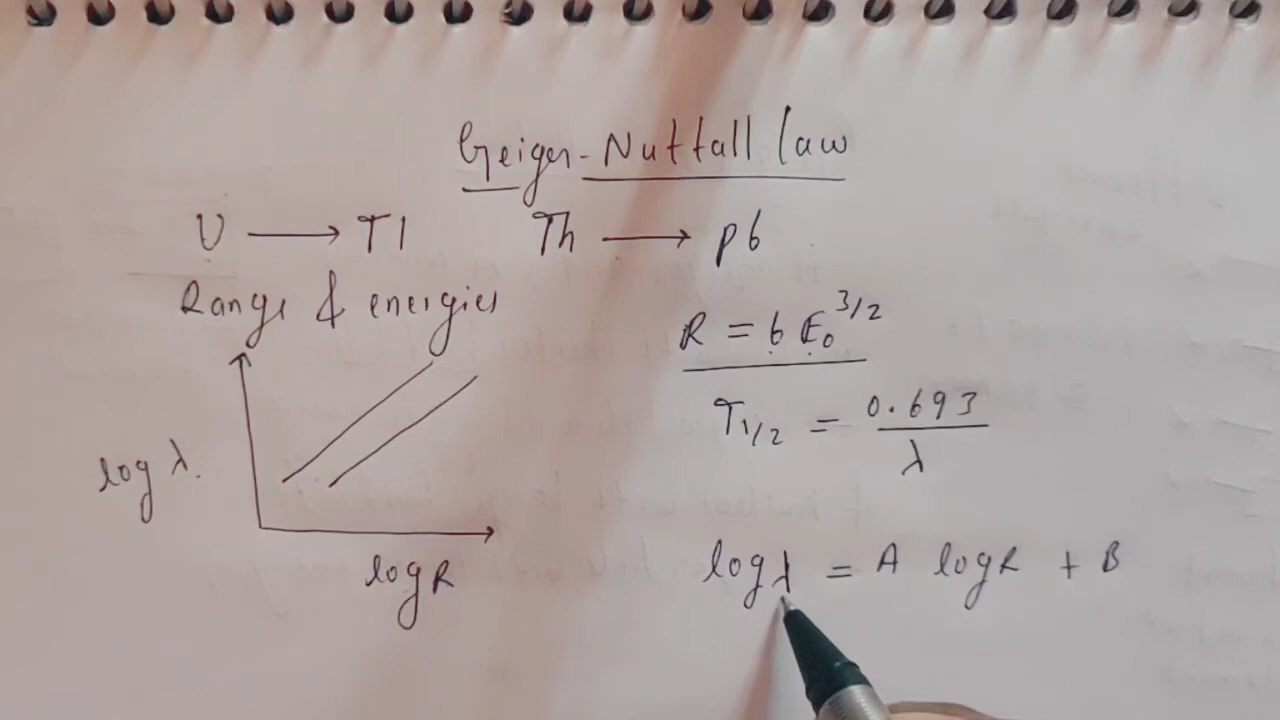 Geiger-Nuttall law
U → Tl Th → Pb
Range & energies
R = b E₀^3/2
T1/2 = 0.693/λ
log λ.
log R
log λ = A log R + B